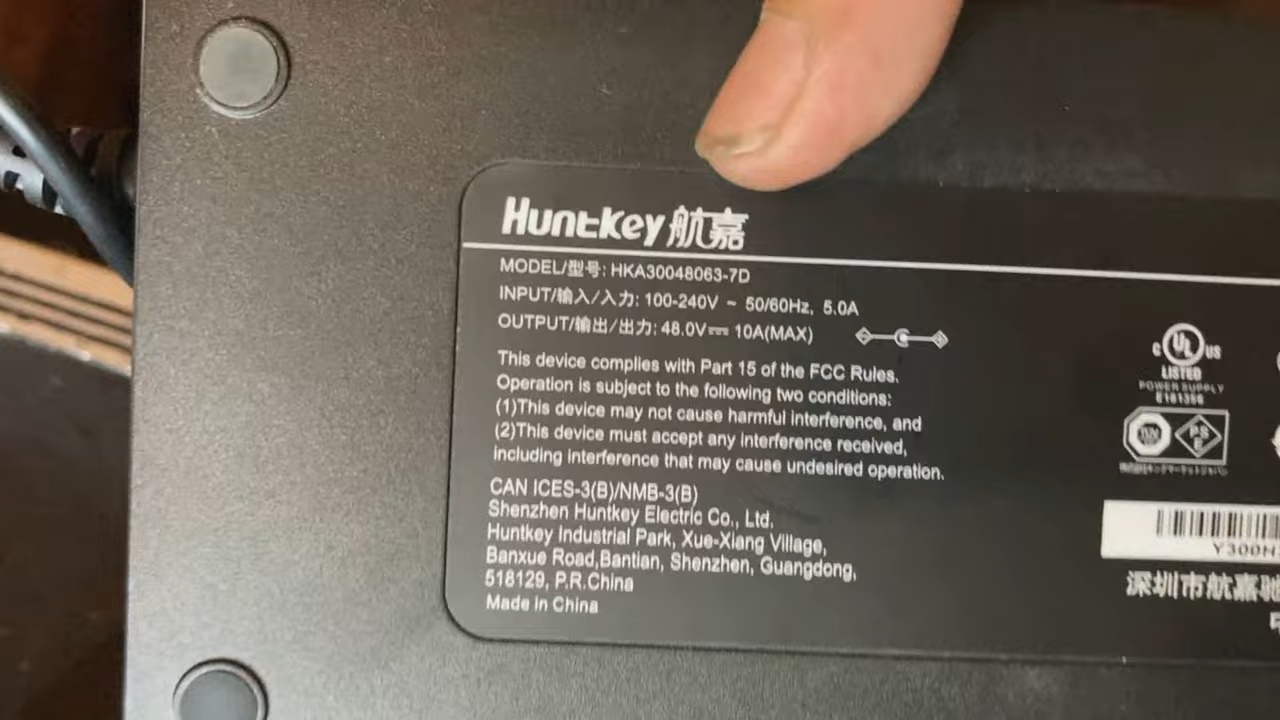 Huntkey 航嘉
MODEL/型号: HKA30048063-7D
INPUT/输入/入力: 100-240V ~ 50/60Hz, 5.0A
OUTPUT/输出/出力: 48.0V⎓ 10A(MAX)
This device complies with Part 15 of the FCC Rules.
Operation is subject to the following two conditions:
(1)This device may not cause harmful interference, and
(2)This device must accept any interference received,
including interference that may cause undesired operation.
CAN ICES-3(B)/NMB-3(B)
Shenzhen Huntkey Electric Co., Ltd.
Huntkey Industrial Park, Xue-Xiang Village,
Banxue Road,Bantian, Shenzhen, Guangdong,
518129, P.R.China
Made in China
C UL US
LISTED
POWER SUPPLY
PS
E
Y300H
深圳市航嘉驰